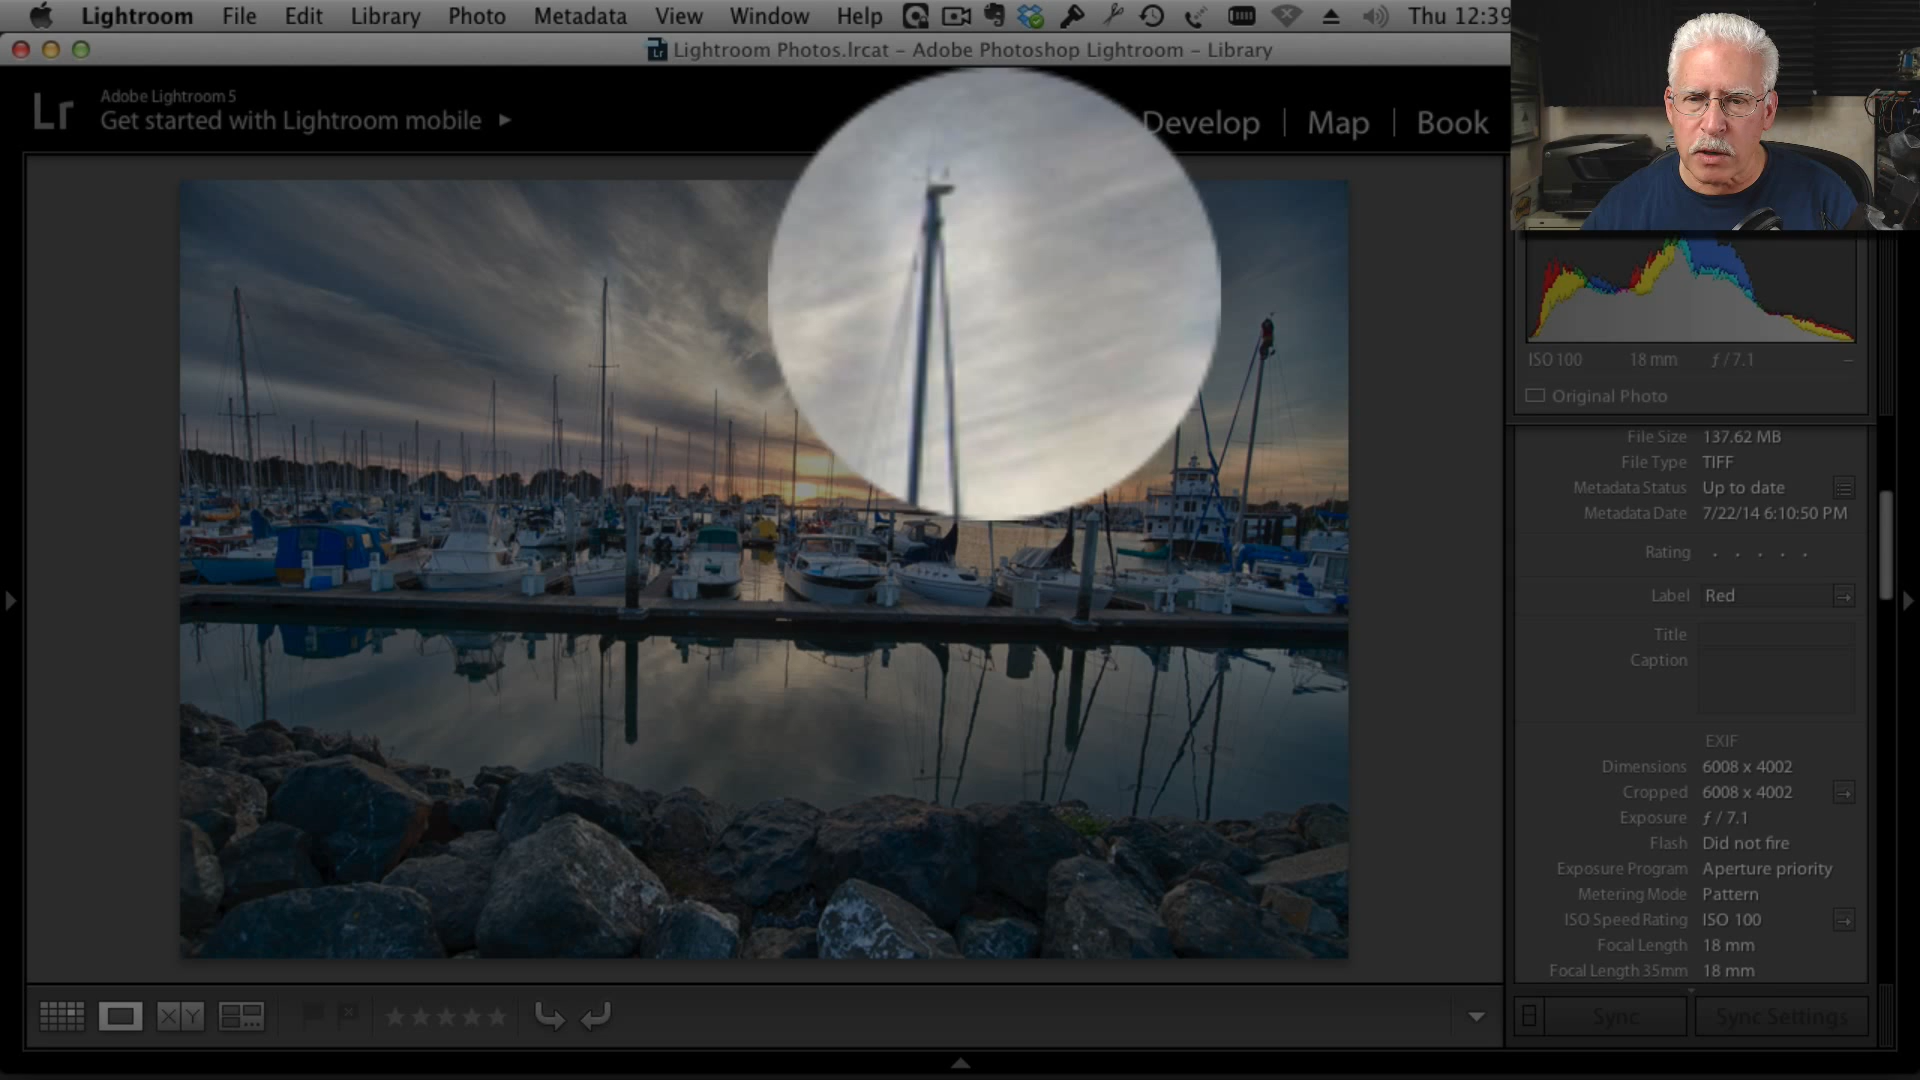 Lightroom File Edit Library Photo Metadata View Window Help Thu 12:39
Lr Lightroom Photos.lrcat – Adobe Photoshop Lightroom – Library
Lr
Adobe Lightroom 5
Get started with Lightroom mobile
Develop | Map | Book
ISO 100 18 mm ƒ / 7.1 –
Original Photo
File Size 137.62 MB
File Type TIFF
Metadata Status Up to date
Metadata Date 7/22/14 6:10:50 PM
Rating . . . . .
Label Red
Title
Caption
EXIF
Dimensions 6008 x 4002
Cropped 6008 x 4002
Exposure ƒ / 7.1
Flash Did not fire
Exposure Program Aperture priority
Metering Mode Pattern
ISO Speed Rating ISO 100
Focal Length 18 mm
Focal Length 35mm 18 mm
X Y
Sync Sync Settings